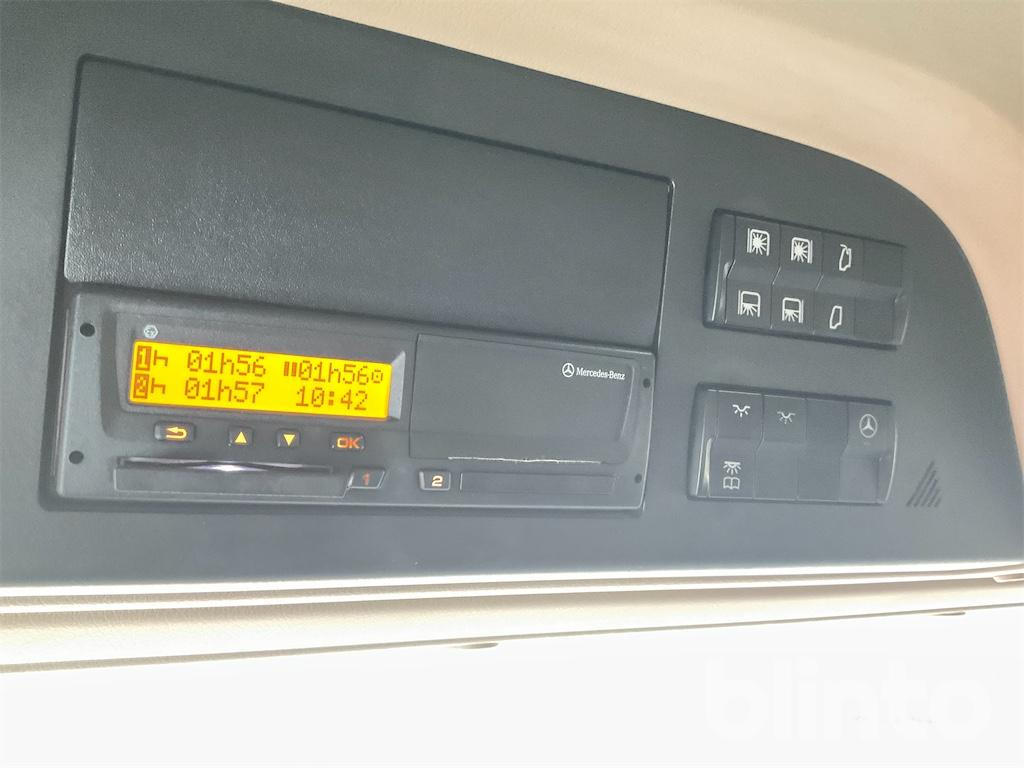 1h 01h56 01h56
2h 01h57 10:42
OK
1
2
Mercedes-Benz
blinto